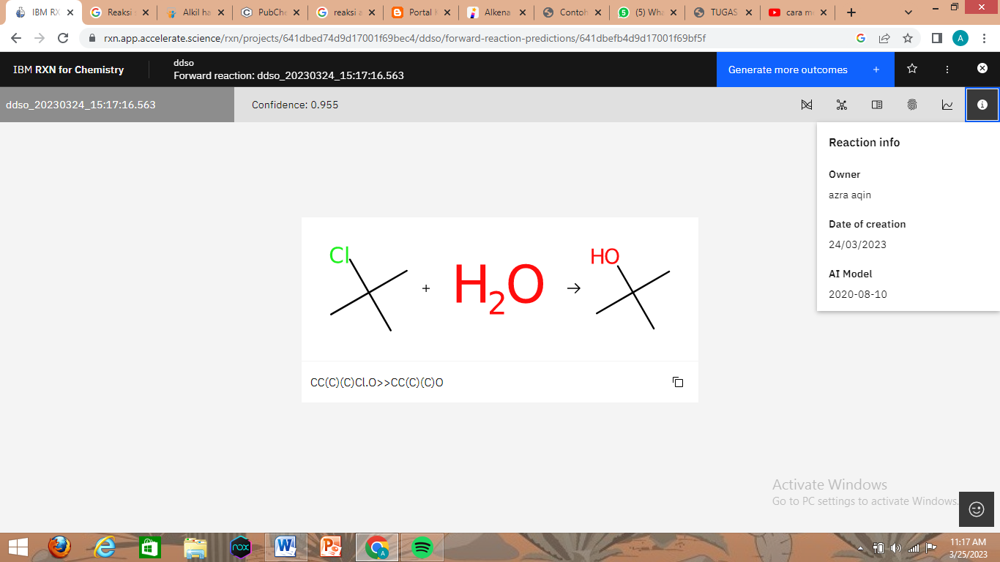 IBM RX
Reaksi s
Alkil ha
PubChe
reaksi a
Portal K
Alkena
Contoh
(5) Wha
TUGAS
cara me
rxn.app.accelerate.science/rxn/projects/641dbed74d9d17001f69bec4/ddso/forward-reaction-predictions/641dbefb4d9d17001f69bf5f
A
IBM RXN for Chemistry
ddso
Forward reaction: ddso_20230324_15:17:16.563
Generate more outcomes +
ddso_20230324_15:17:16.563
Confidence: 0.955
Reaction info
Owner
azra aqin
Date of creation
24/03/2023
AI Model
2020-08-10
Cl
+
H2O
→
HO
CC(C)(C)Cl.O>>CC(C)(C)O
Activate Windows
Go to PC settings to activate Windows.
nox
11:17 AM
3/25/2023